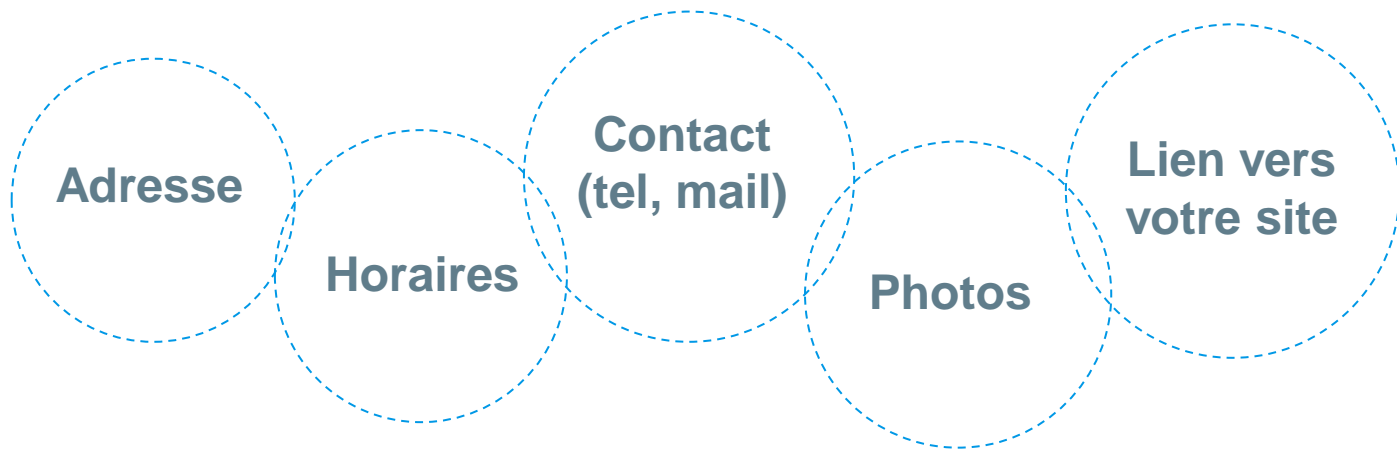 Adresse
Horaires
Contact
(tel, mail)
Photos
Lien vers
votre site